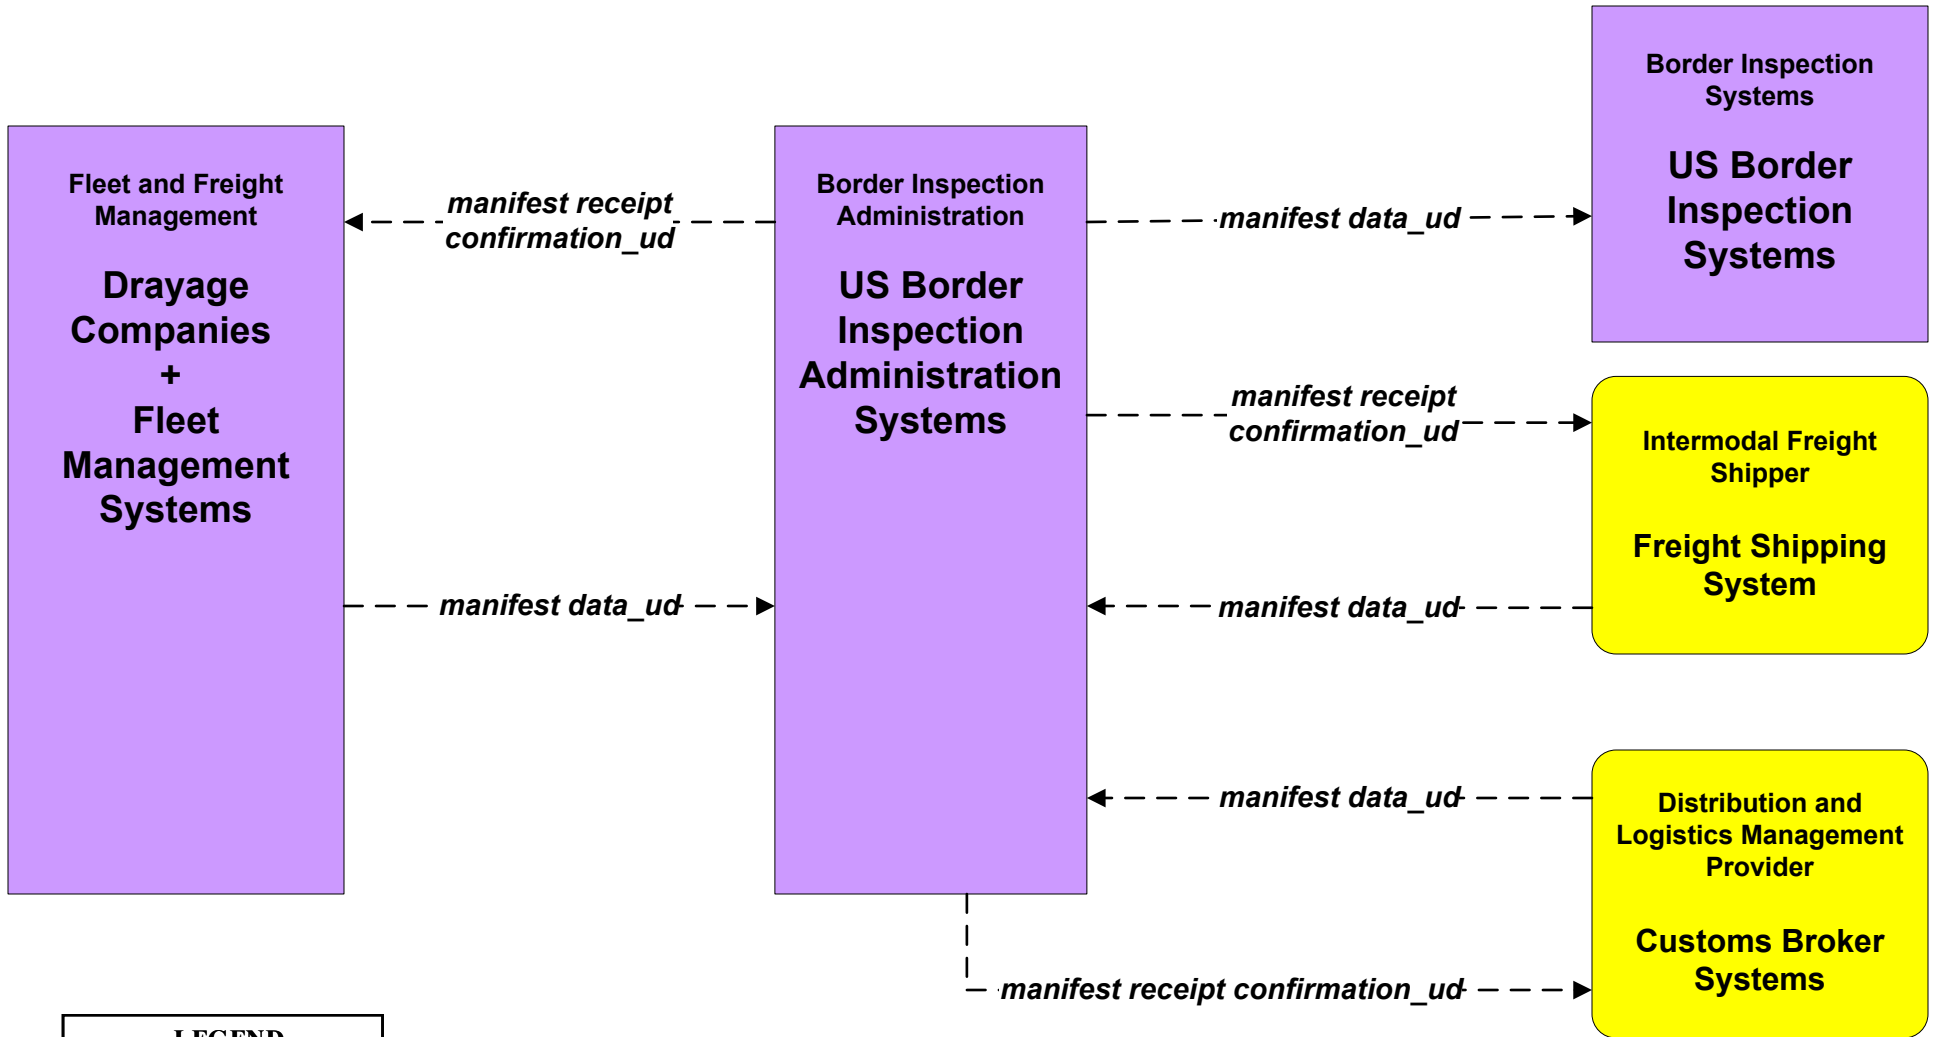 Fleet and Freight
Management
Drayage
Companies
+
Fleet
Management
Systems
manifest receipt
confirmation_ud
manifest data_ud
Border Inspection
Administration
US Border
Inspection
Administration
Systems
manifest data_ud
manifest receipt
confirmation_ud
manifest data_ud
manifest data_ud
manifest receipt confirmation_ud
Border Inspection
Systems
US Border
Inspection
Systems
Intermodal Freight
Shipper
Freight Shipping
System
Distribution and
Logistics Management
Provider
Customs Broker
Systems
LEGEND